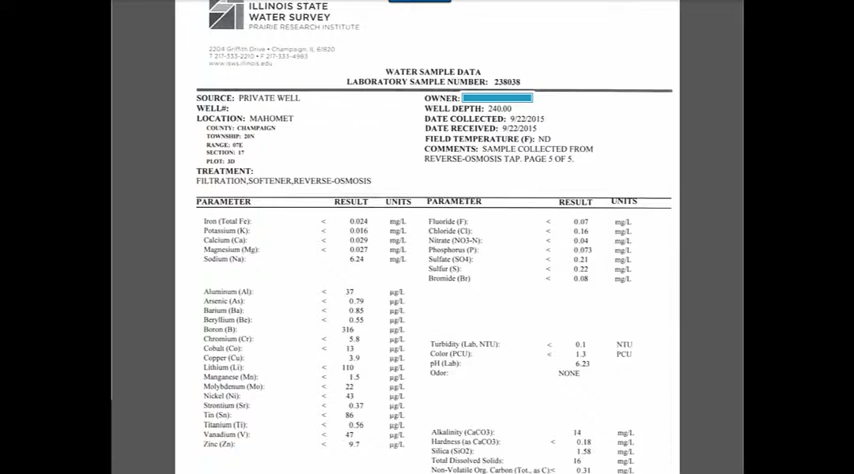 ILLINOIS STATE
WATER SURVEY
PRAIRIE RESEARCH INSTITUTE
2204 Griffith Drive • Champaign, IL 61820
T 217-333-2210 • F 217-333-4983
www.isws.illinois.edu
WATER SAMPLE DATA
LABORATORY SAMPLE NUMBER: 238038
SOURCE: PRIVATE WELL
WELL#:
LOCATION: MAHOMET
COUNTY: CHAMPAIGN
TOWNSHIP: 20N
RANGE: 07E
SECTION: 17
PLOT: 3D
TREATMENT:
FILTRATION,SOFTENER,REVERSE-OSMOSIS
OWNER:
WELL DEPTH: 240.00
DATE COLLECTED: 9/22/2015
DATE RECEIVED: 9/22/2015
FIELD TEMPERATURE (F): ND
COMMENTS: SAMPLE COLLECTED FROM
REVERSE-OSMOSIS TAP. PAGE 5 OF 5.
PARAMETER RESULT UNITS PARAMETER RESULT UNITS
Iron (Total Fe): < 0.024 mg/L
Potassium (K): < 0.016 mg/L
Calcium (Ca): < 0.029 mg/L
Magnesium (Mg): < 0.027 mg/L
Sodium (Na): 6.24 mg/L
Aluminum (Al): < 37 µg/L
Arsenic (As): < 0.79 µg/L
Barium (Ba): < 0.85 µg/L
Beryllium (Be): < 0.55 µg/L
Boron (B): 316 µg/L
Chromium (Cr): < 5.8 µg/L
Cobalt (Co): < 13 µg/L
Copper (Cu): 3.9 µg/L
Lithium (Li): < 110 µg/L
Manganese (Mn): < 1.5 µg/L
Molybdenum (Mo): < 22 µg/L
Nickel (Ni): < 43 µg/L
Strontium (Sr): < 0.37 µg/L
Tin (Sn): < 86 µg/L
Titanium (Ti): < 0.56 µg/L
Vanadium (V): < 47 µg/L
Zinc (Zn): < 9.7 µg/L
Fluoride (F): < 0.07 mg/L
Chloride (Cl): < 0.16 mg/L
Nitrate (NO3-N): < 0.04 mg/L
Phosphorus (P): < 0.073 mg/L
Sulfate (SO4): < 0.21 mg/L
Sulfur (S): < 0.22 mg/L
Bromide (Br) < 0.08 mg/L
Turbidity (Lab, NTU): < 0.1 NTU
Color (PCU): < 1.3 PCU
pH (Lab): 6.23
Odor: NONE
Alkalinity (CaCO3): 14 mg/L
Hardness (as CaCO3): < 0.18 mg/L
Silica (SiO2): 1.58 mg/L
Total Dissolved Solids: 16 mg/L
Non-Volatile Org. Carbon (Tot., as C)< 0.31 mg/L